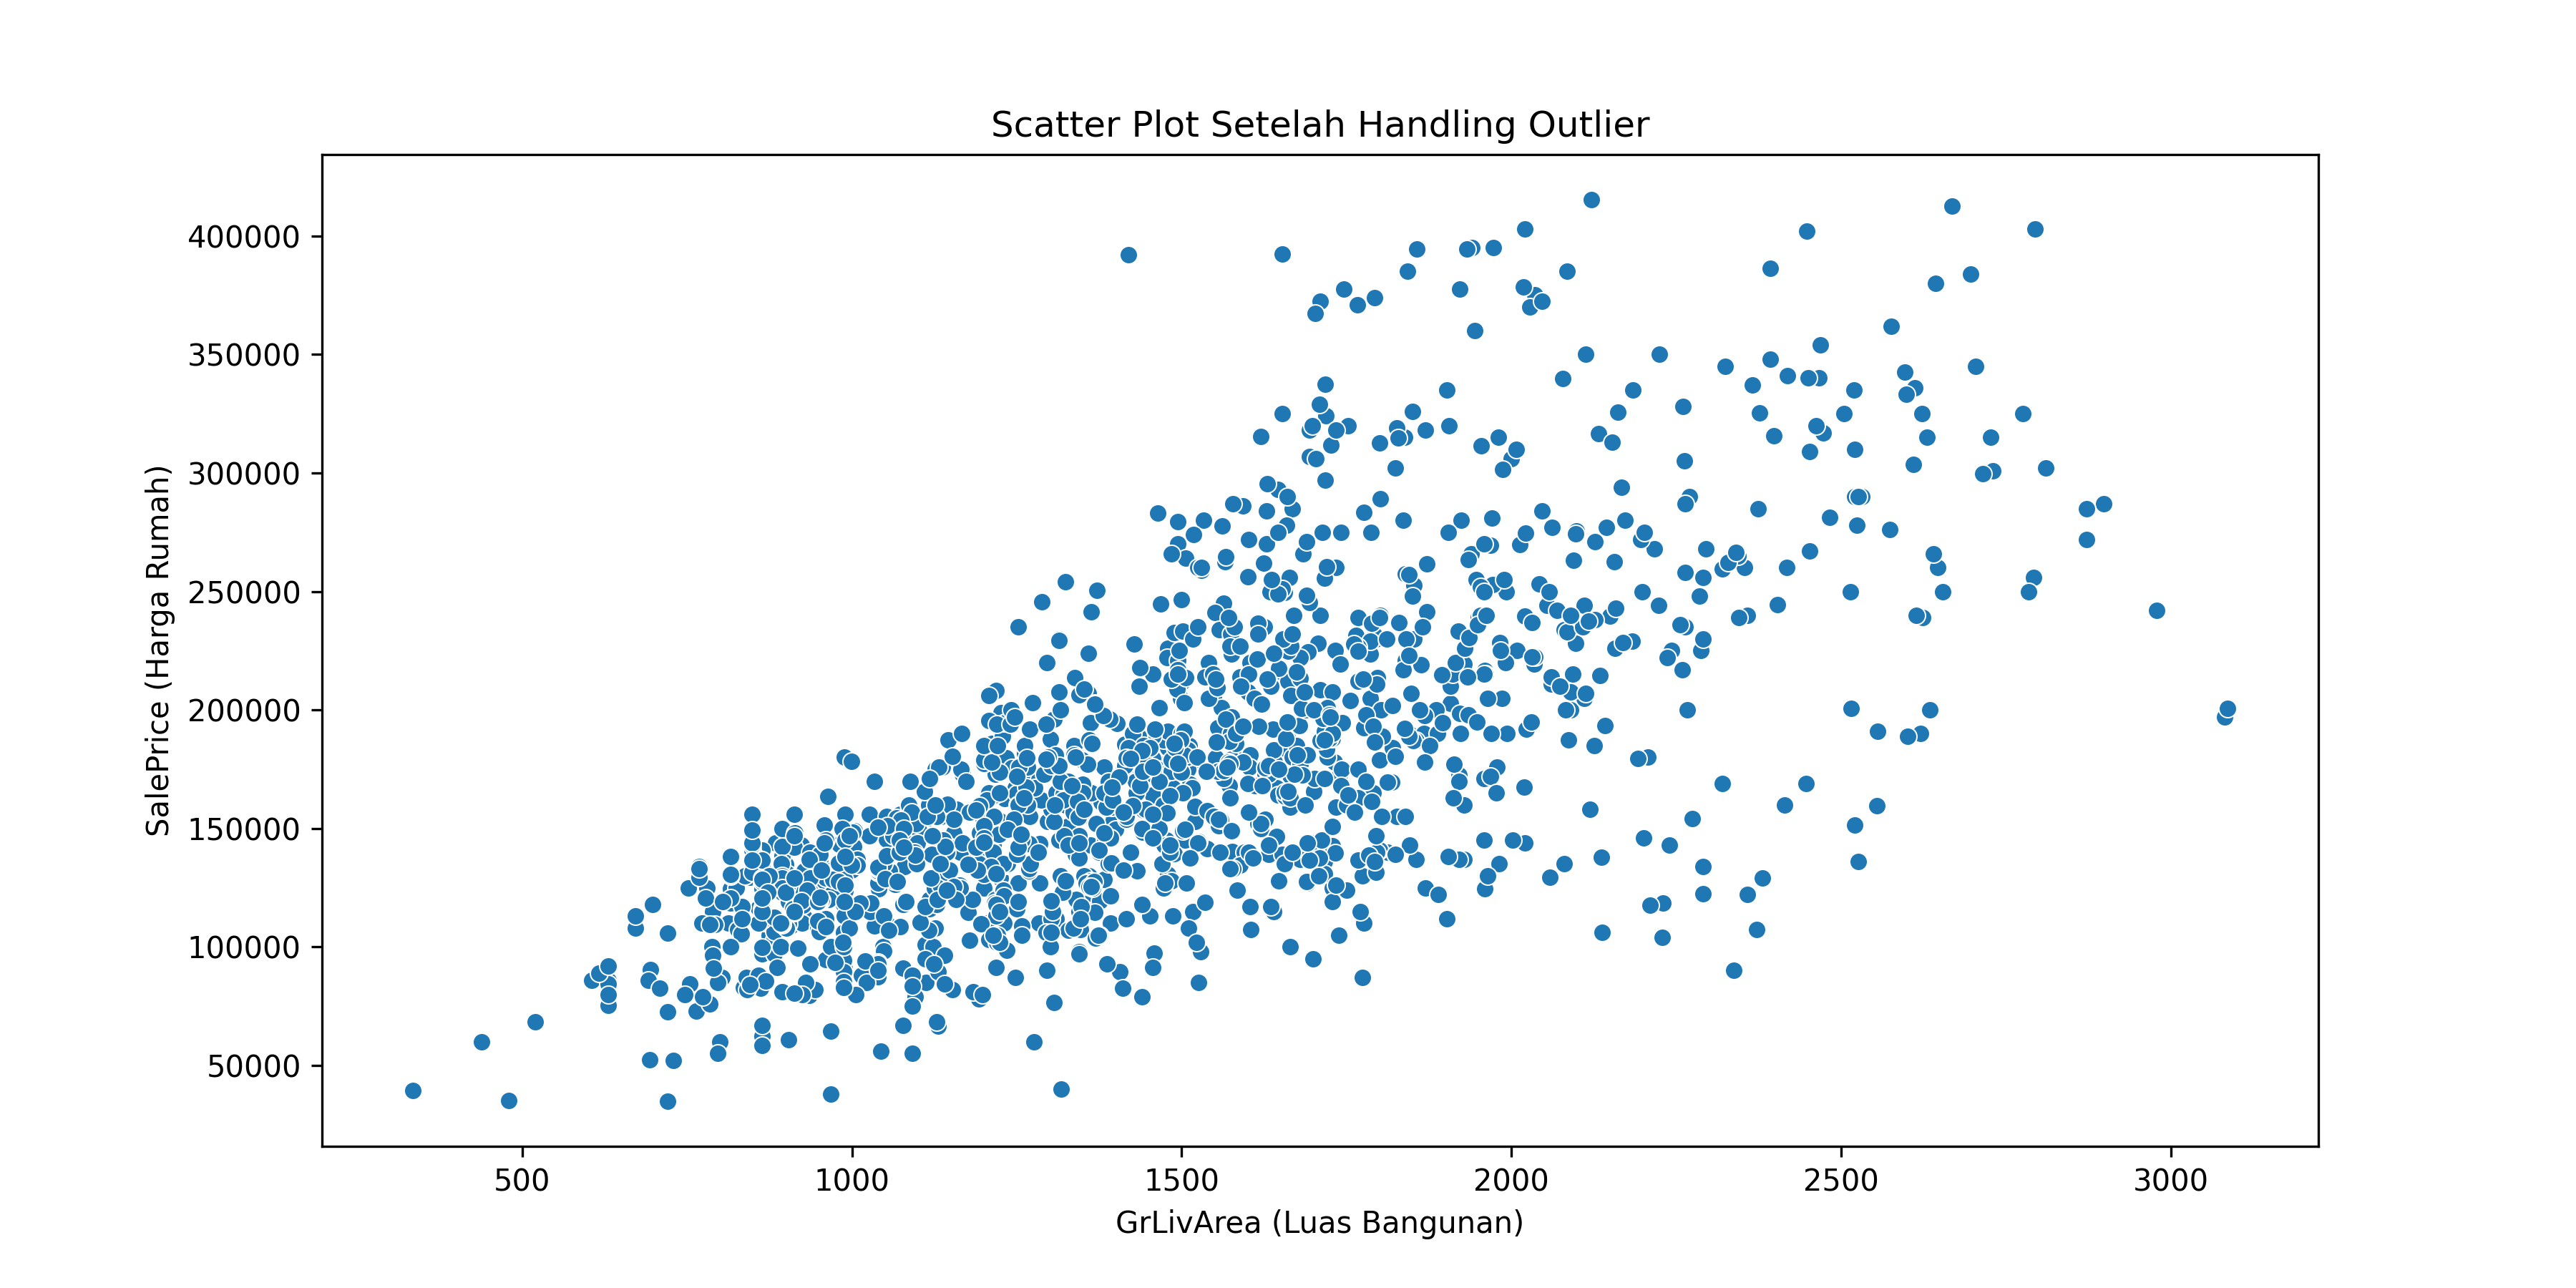 Scatter Plot Setelah Handling Outlier
SalePrice (Harga Rumah)
400000
350000
300000
250000
200000
150000
100000
50000
500 1000 1500 2000 2500 3000
GrLivArea (Luas Bangunan)